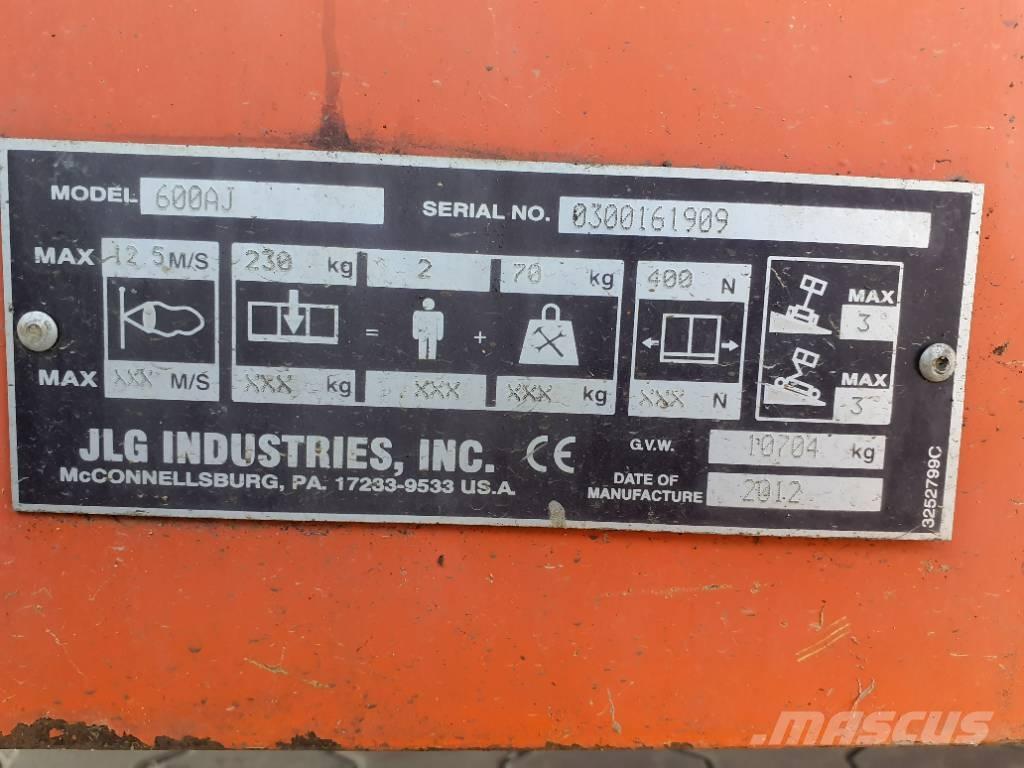 MODEL 600AJ SERIAL NO. 0300161909
MAX 12.5 M/S 230 kg 2 70 kg 400 N
= + MAX 3°
MAX XXX M/S XXX kg XXX XXX kg XXX N MAX 3°
JLG INDUSTRIES, INC. CE G.V.W. 10704 kg
McCONNELLSBURG, PA. 17233-9533 U.S.A. DATE OF MANUFACTURE 2012
3252799C
MASCUS